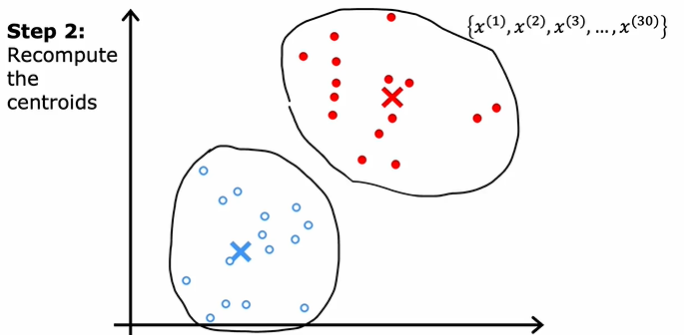 Step 2:
Recompute
the
centroids
{x⁽¹⁾, x⁽²⁾, x⁽³⁾, …, x⁽³⁰⁾}